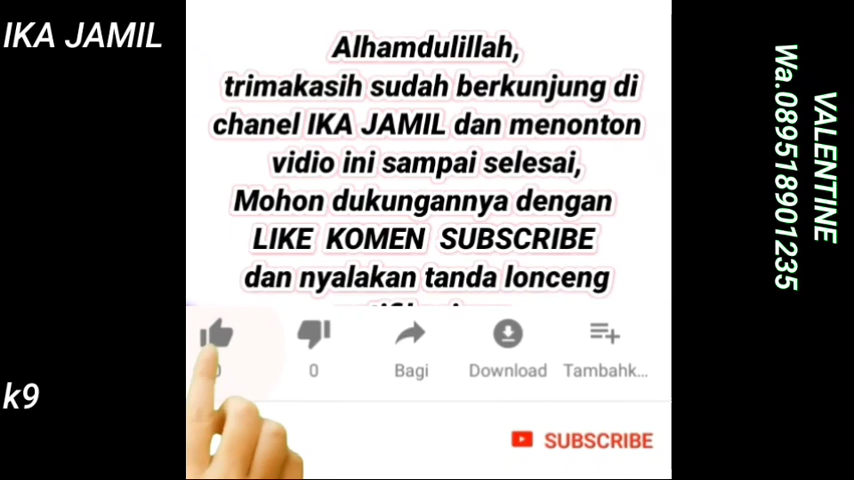 IKA JAMIL
Alhamdulillah,
trimakasih sudah berkunjung di
chanel IKA JAMIL dan menonton
vidio ini sampai selesai,
Mohon dukungannya dengan
LIKE KOMEN SUBSCRIBE
dan nyalakan tanda lonceng
0
Bagi
Download
Tambahk...
SUBSCRIBE
k9
VALENTINE
Wa.089518901235